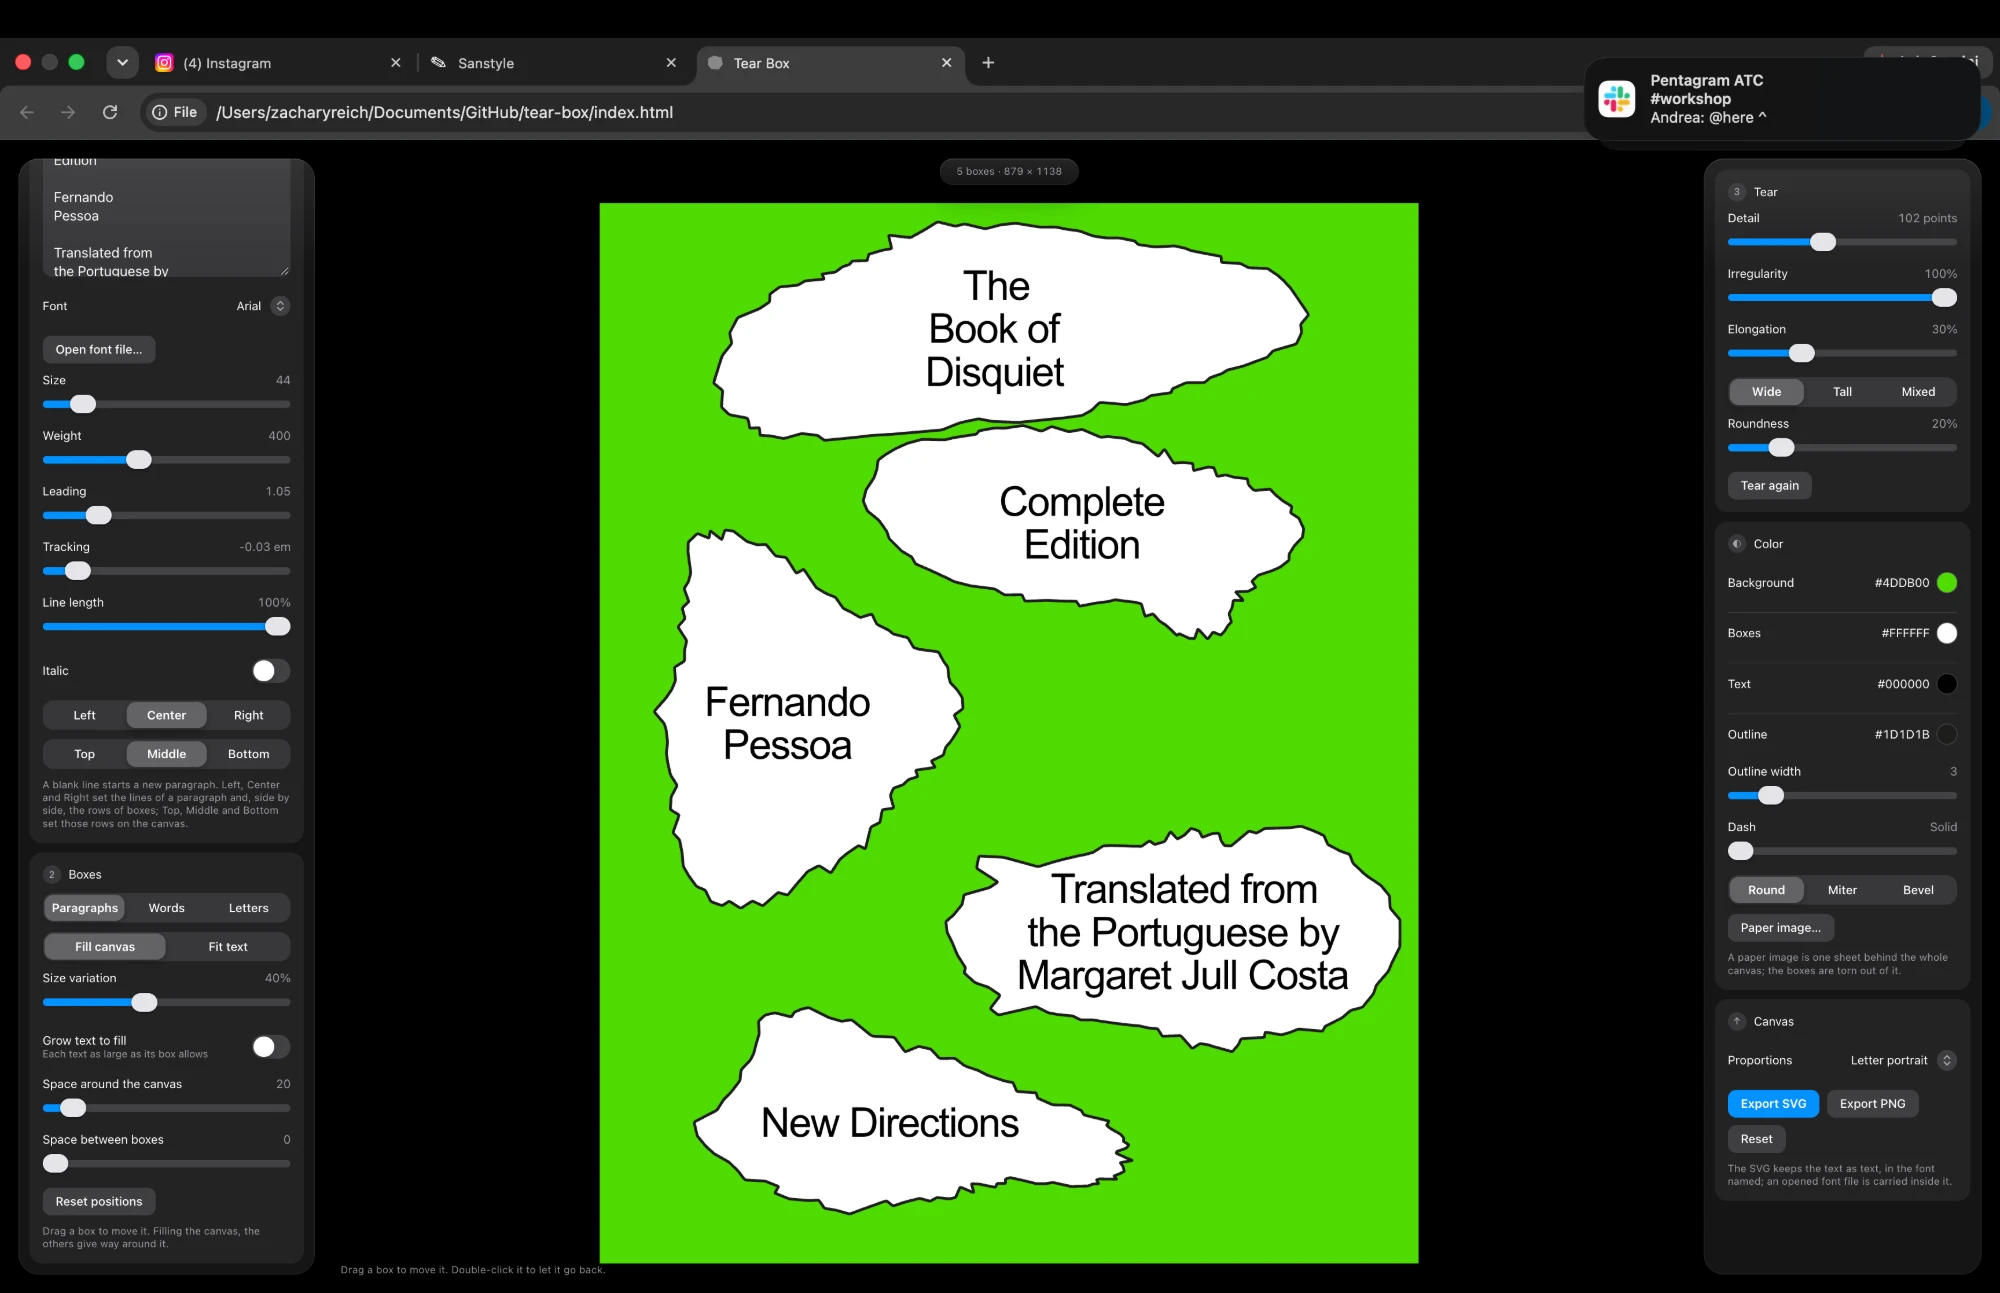 (4) Instagram
Sanstyle
Tear Box
File
/Users/zacharyreich/Documents/GitHub/tear-box/index.html
Pentagram ATC
#workshop
Andrea: @here ^
Edition
Fernando
Pessoa
Translated from
the Portuguese by
Font
Arial
Open font file...
Size
44
Weight
400
Leading
1.05
Tracking
-0.03 em
Line length
100%
Italic
Left
Center
Right
Top
Middle
Bottom
A blank line starts a new paragraph. Left, Center
and Right set the lines of a paragraph and, side by
side, the rows of boxes; Top, Middle and Bottom
set those rows on the canvas.
2
Boxes
Paragraphs
Words
Letters
Fill canvas
Fit text
Size variation
40%
Grow text to fill
Each text as large as its box allows
Space around the canvas
20
Space between boxes
0
Reset positions
Drag a box to move it. Filling the canvas, the
others give way around it.
5 boxes · 879 × 1138
The
Book of
Disquiet
Complete
Edition
Fernando
Pessoa
Translated from
the Portuguese by
Margaret Jull Costa
New Directions
Drag a box to move it. Double-click it to let it go back.
3
Tear
Detail
102 points
Irregularity
100%
Elongation
30%
Wide
Tall
Mixed
Roundness
20%
Tear again
Color
Background
#4DDB00
Boxes
#FFFFFF
Text
#000000
Outline
#1D1D1B
Outline width
3
Dash
Solid
Round
Miter
Bevel
Paper image...
A paper image is one sheet behind the whole
canvas; the boxes are torn out of it.
Canvas
Proportions
Letter portrait
Export SVG
Export PNG
Reset
The SVG keeps the text as text, in the font
named; an opened font file is carried inside it.